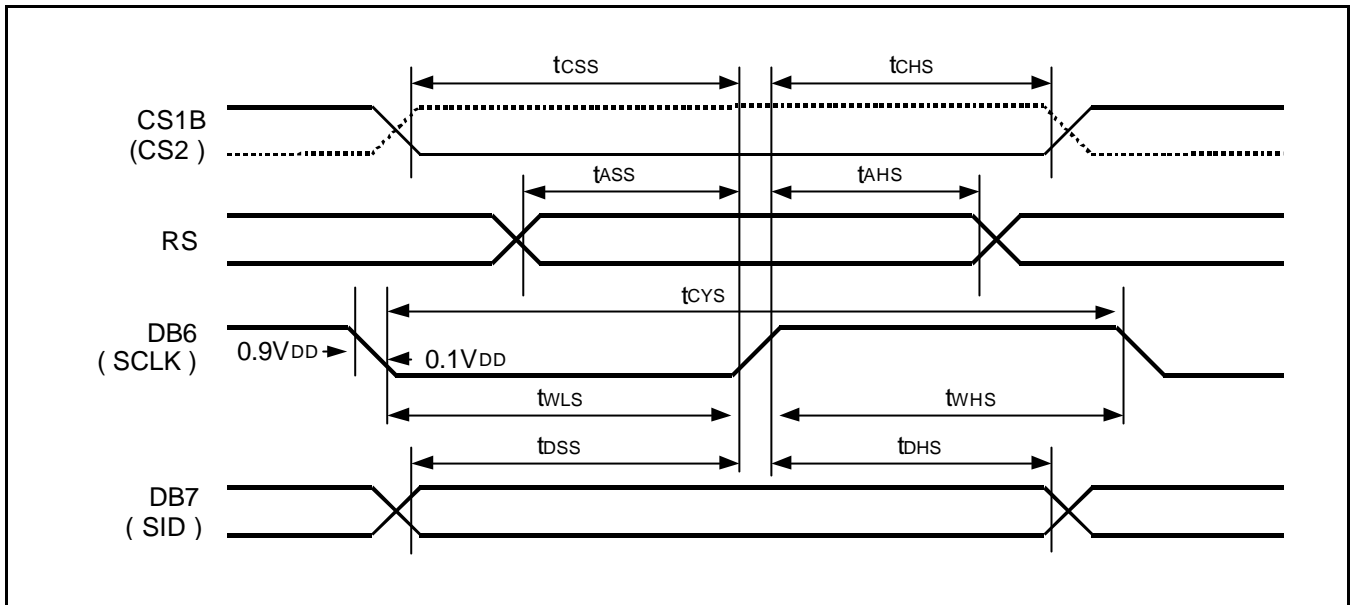 tCSS
tCHS
CS1B
(CS2 )
tASS
tAHS
RS
tCYS
DB6
( SCLK )
0.9VDD
0.1VDD
tWLS
tWHS
tDSS
tDHS
DB7
( SID )